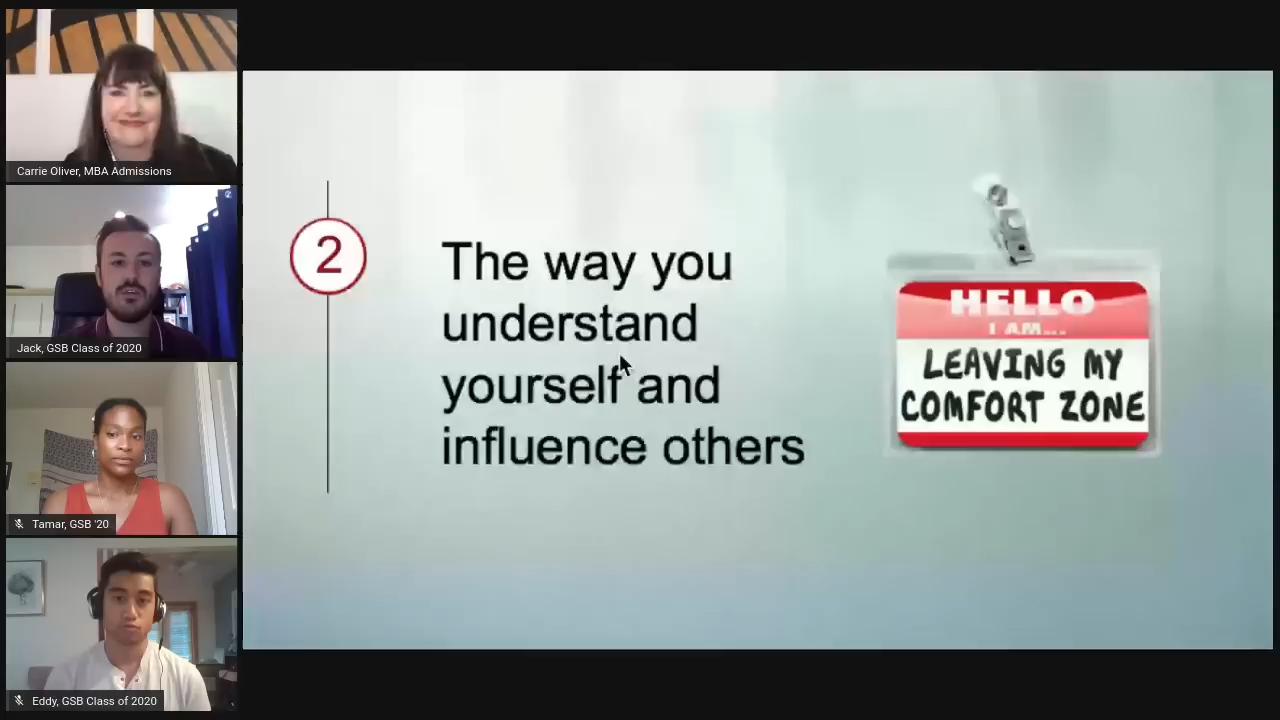 Carrie Oliver, MBA Admissions
Jack, GSB Class of 2020
Tamar, GSB '20
Eddy, GSB Class of 2020
2
The way you
understand
yourself and
influence others
HELLO
I AM...
LEAVING MY
COMFORT ZONE